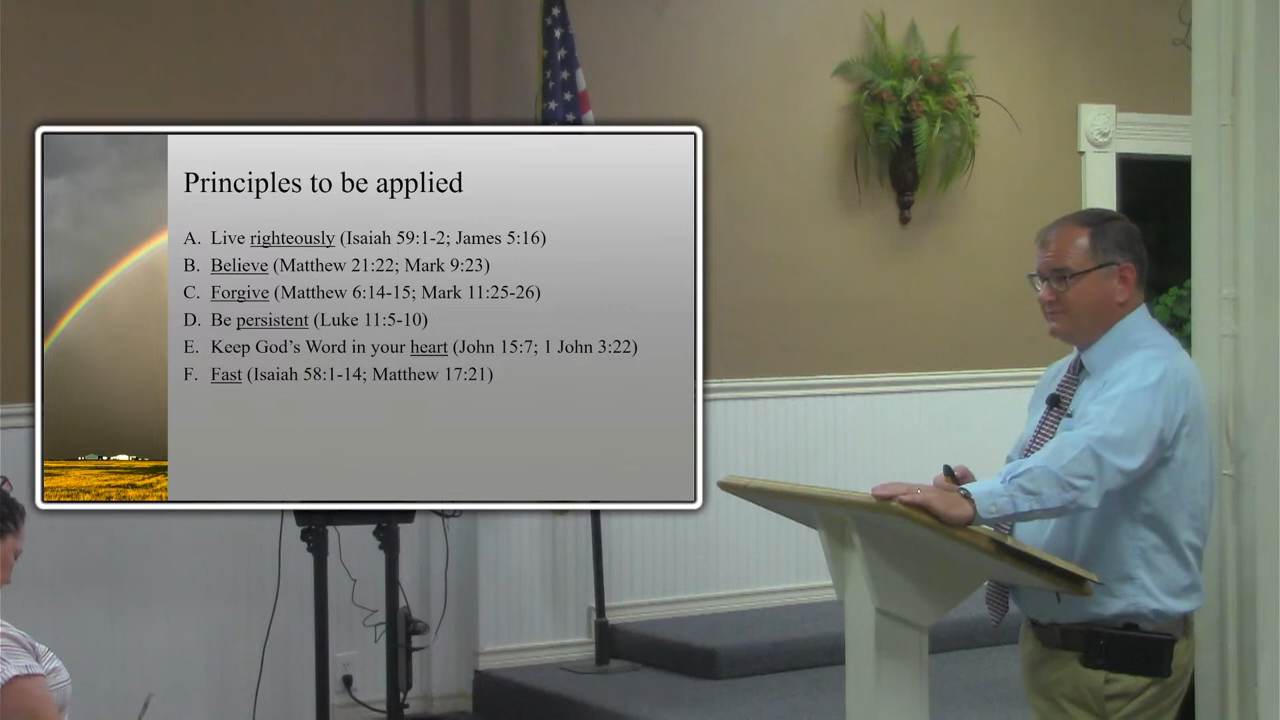 Principles to be applied
A. Live righteously (Isaiah 59:1-2; James 5:16)
B. Believe (Matthew 21:22; Mark 9:23)
C. Forgive (Matthew 6:14-15; Mark 11:25-26)
D. Be persistent (Luke 11:5-10)
E. Keep God’s Word in your heart (John 15:7; 1 John 3:22)
F. Fast (Isaiah 58:1-14; Matthew 17:21)